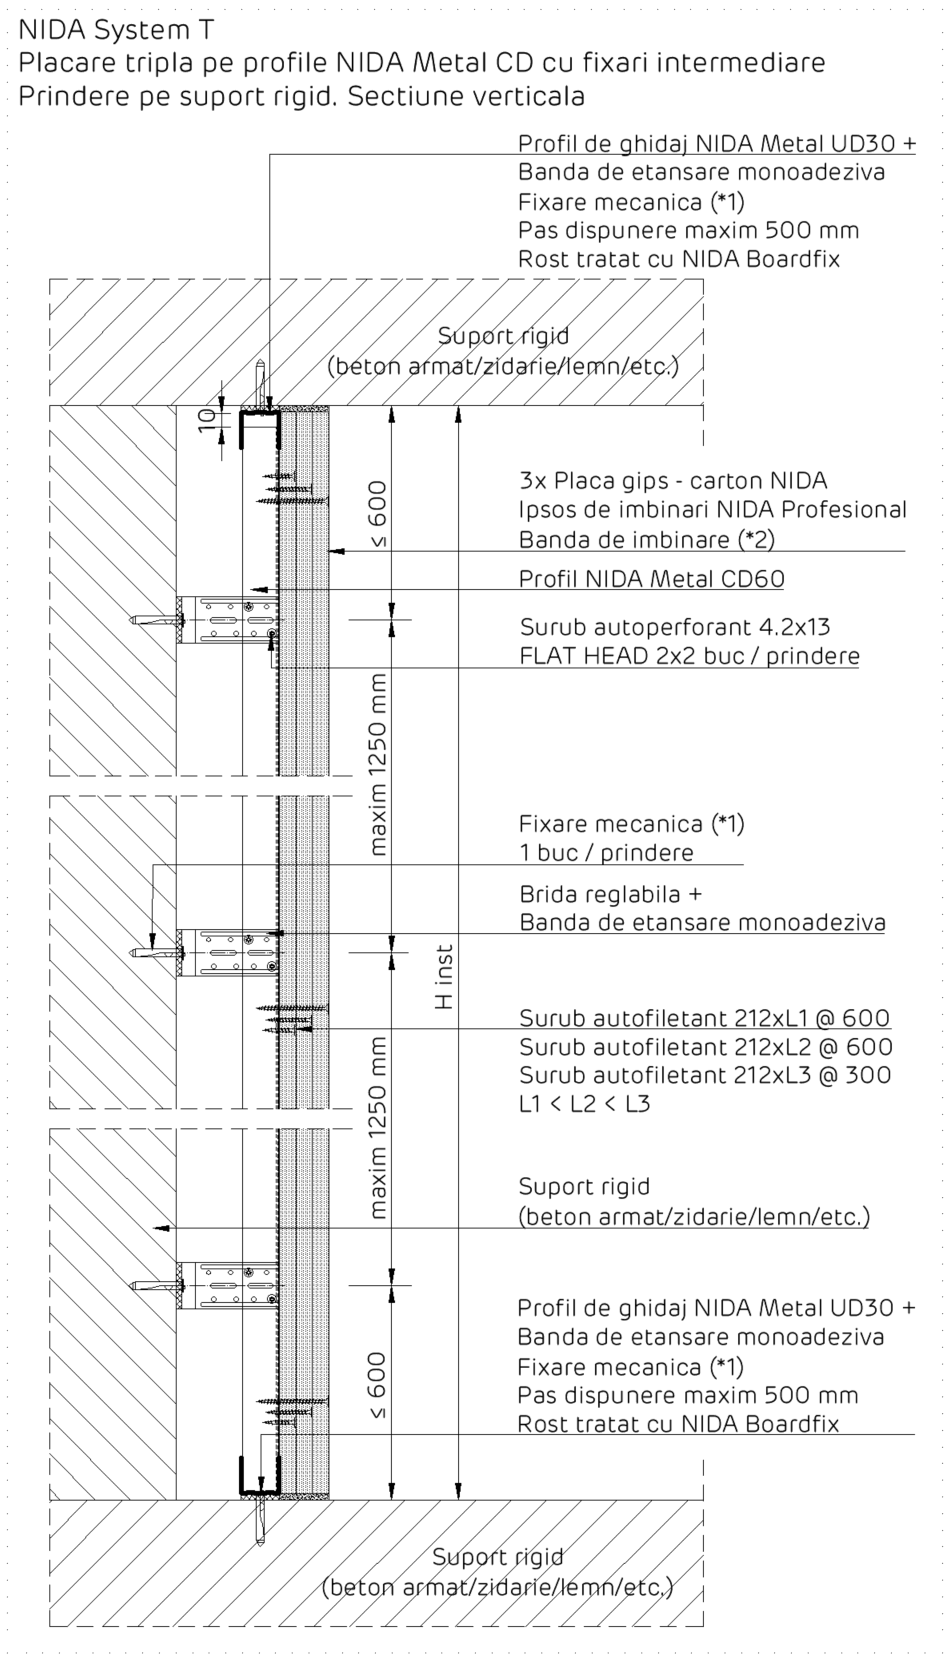 NIDA System T
Placare tripla pe profile NIDA Metal CD cu fixari intermediare
Prindere pe suport rigid. Sectiune verticala
Profil de ghidaj NIDA Metal UD30 +
Banda de etansare monoadeziva
Fixare mecanica (*1)
Pas dispunere maxim 500 mm
Rost tratat cu NIDA Boardfix
Suport rigid
(beton armat/zidarie/lemn/etc.)
10
≤ 600
3x Placa gips - carton NIDA
Ipsos de imbinari NIDA Profesional
Banda de imbinare (*2)
Profil NIDA Metal CD60
Surub autoperforant 4.2x13
FLAT HEAD 2x2 buc / prindere
maxim 1250 mm
Fixare mecanica (*1)
1 buc / prindere
Brida reglabila +
Banda de etansare monoadeziva
H inst
Surub autofiletant 212xL1 @ 600
Surub autofiletant 212xL2 @ 600
Surub autofiletant 212xL3 @ 300
L1 < L2 < L3
maxim 1250 mm
Suport rigid
(beton armat/zidarie/lemn/etc.)
Profil de ghidaj NIDA Metal UD30 +
Banda de etansare monoadeziva
Fixare mecanica (*1)
Pas dispunere maxim 500 mm
Rost tratat cu NIDA Boardfix
≤ 600
Suport rigid
(beton armat/zidarie/lemn/etc.)